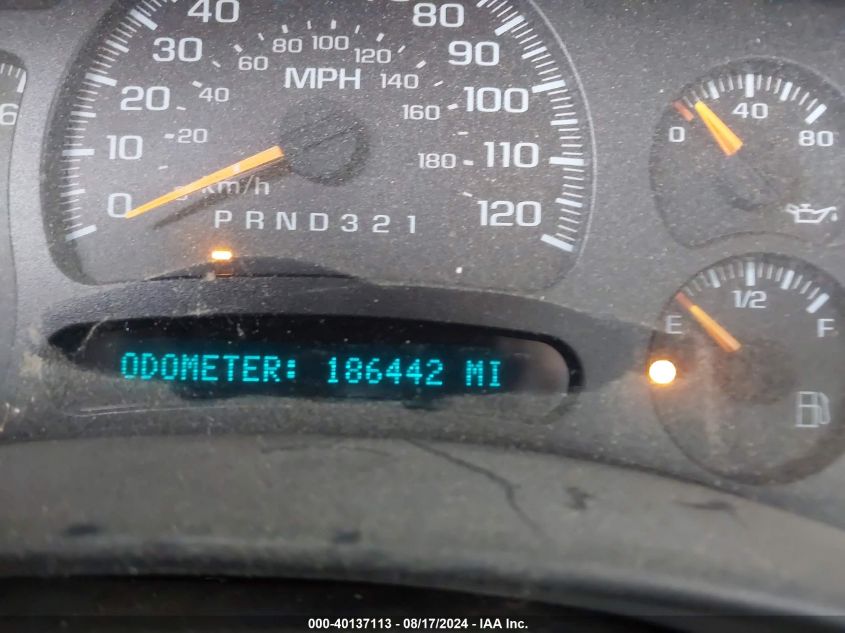 40 80
30 80 100 120 90
60
MPH 140
20 40 160 100 0 40 80
6
10 20 180 110
0 km/h 120
PRND321
E 1/2 F
ODOMETER: 186442 MI
000-40137113 - 08/17/2024 - IAA Inc.